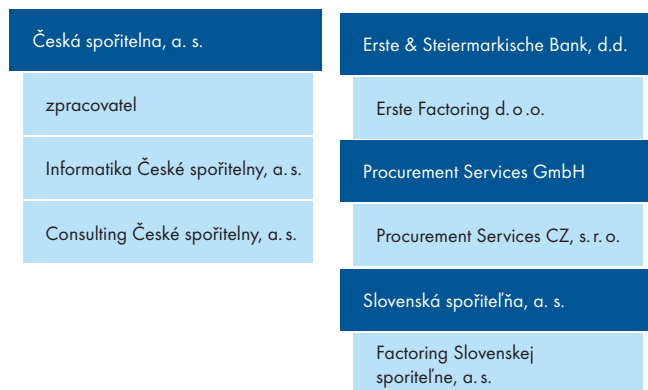 Česká spořitelna, a. s.
zpracovatel
Informatika České spořitelny, a. s.
Consulting České spořitelny, a. s.
Erste & Steiermarkische Bank, d.d.
Erste Factoring d. o .o.
Procurement Services GmbH
Procurement Services CZ, s. r. o.
Slovenská spořiteľňa, a. s.
Factoring Slovenskej
sporiteľne, a. s.